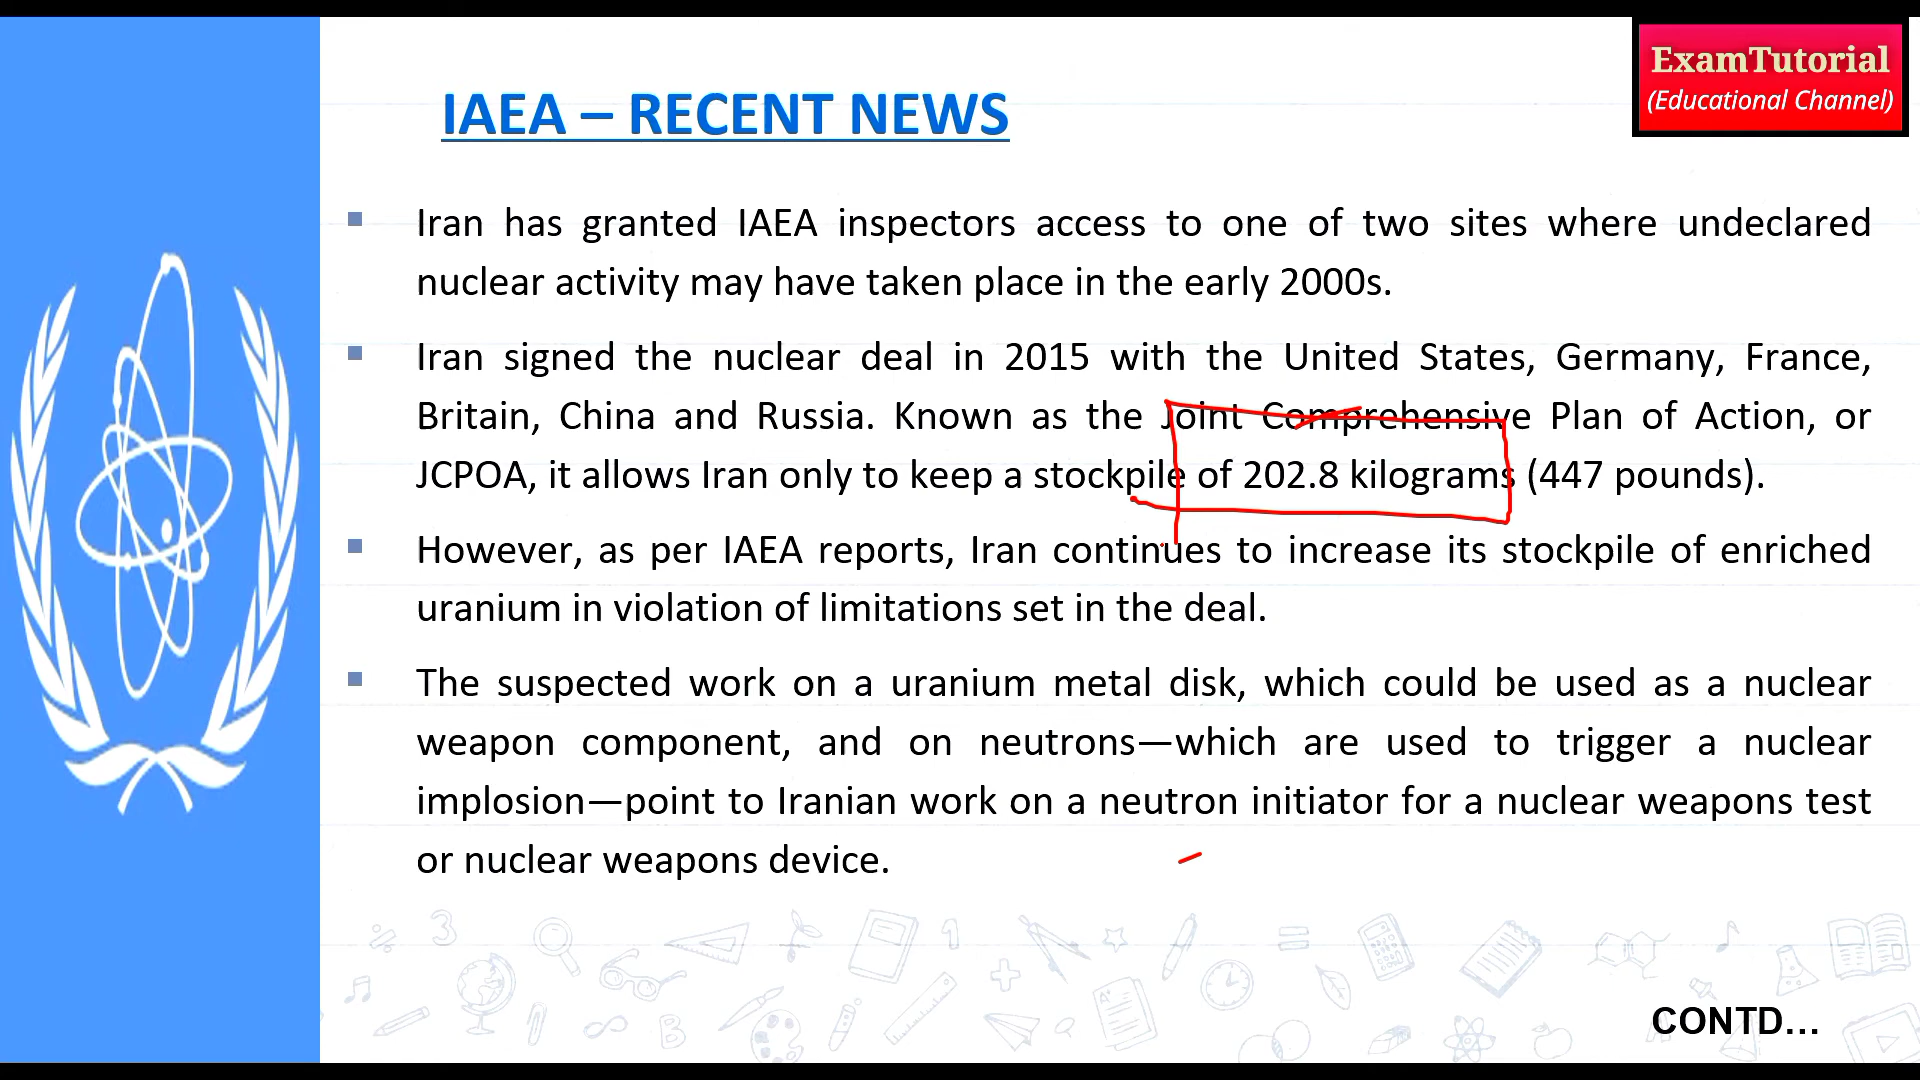 ExamTutorial
(Educational Channel)
IAEA – RECENT NEWS
Iran has granted IAEA inspectors access to one of two sites where undeclared
nuclear activity may have taken place in the early 2000s.
Iran signed the nuclear deal in 2015 with the United States, Germany, France,
Britain, China and Russia. Known as the Joint Comprehensive Plan of Action, or
JCPOA, it allows Iran only to keep a stockpile of 202.8 kilograms (447 pounds).
However, as per IAEA reports, Iran continues to increase its stockpile of enriched
uranium in violation of limitations set in the deal.
The suspected work on a uranium metal disk, which could be used as a nuclear
weapon component, and on neutrons—which are used to trigger a nuclear
implosion—point to Iranian work on a neutron initiator for a nuclear weapons test
or nuclear weapons device.
CONTD...